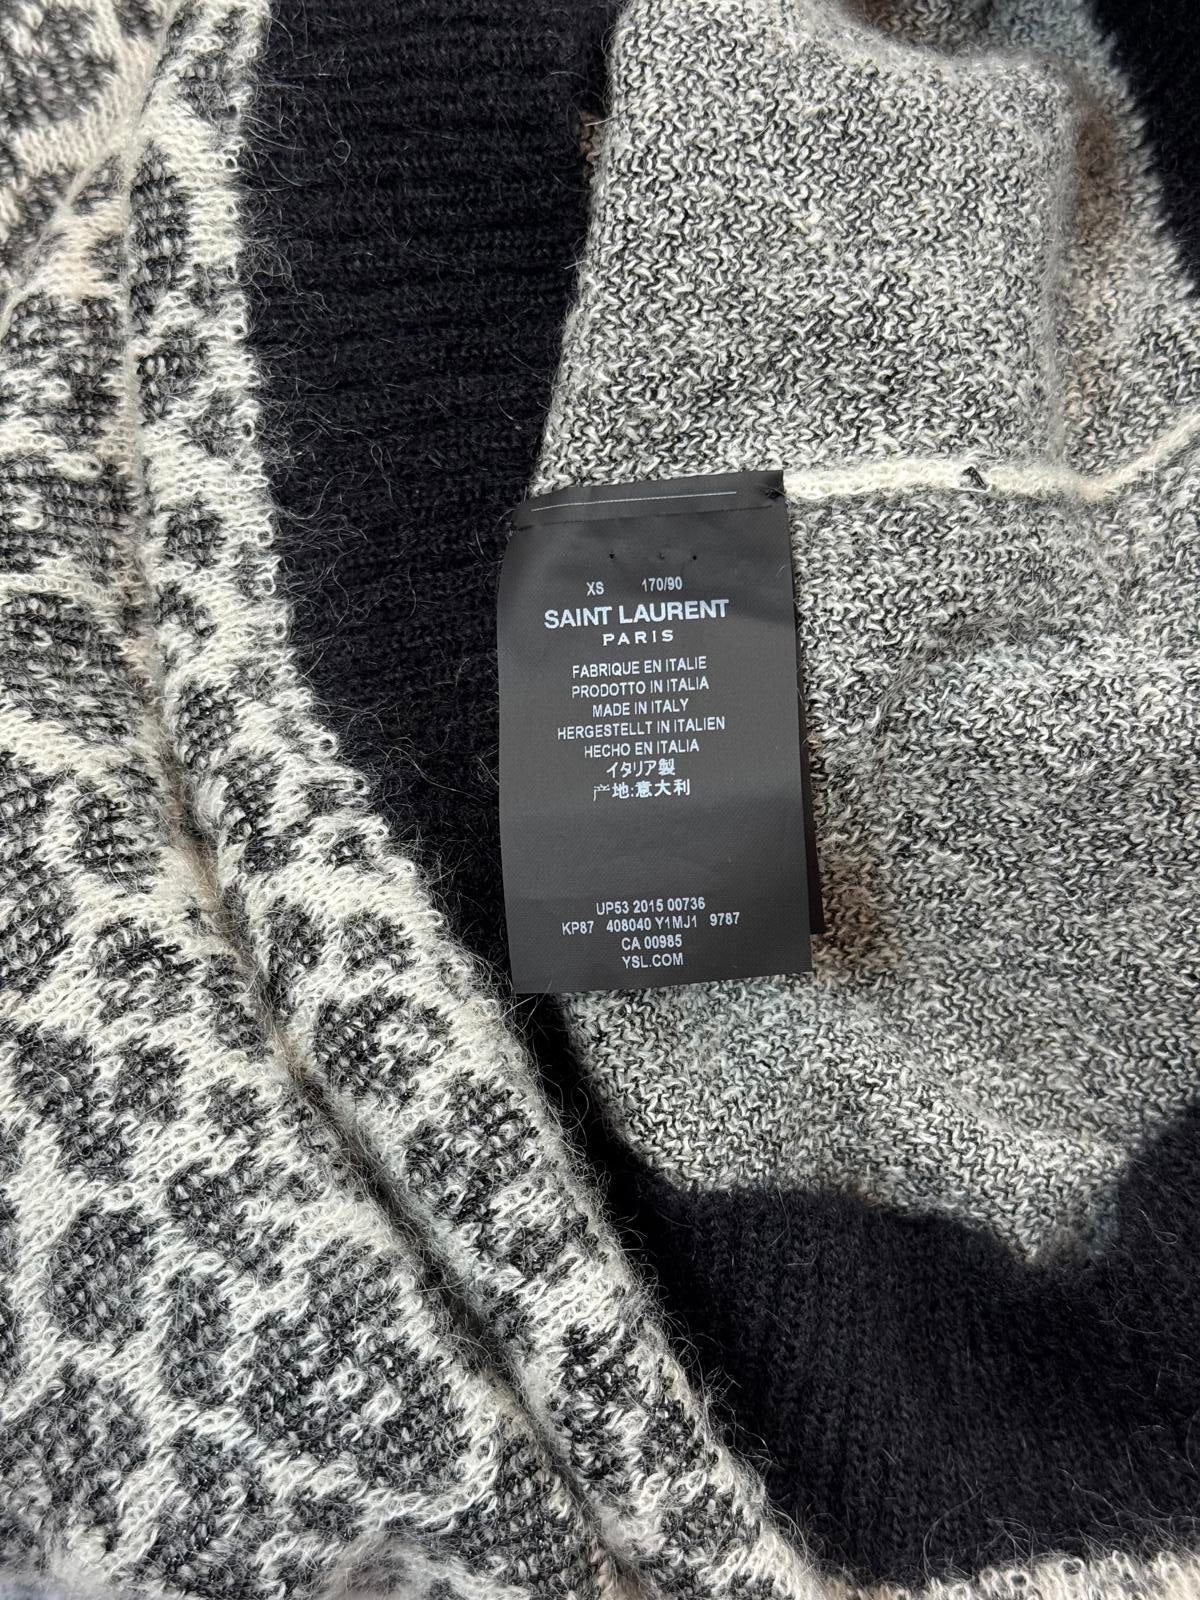 XS 170/90
SAINT LAURENT
PARIS
FABRIQUE EN ITALIE
PRODOTTO IN ITALIA
MADE IN ITALY
HERGESTELLT IN ITALIEN
HECHO EN ITALIA
イタリア製
产地:意大利
UP53 2015 00736
KP87 408040 Y1MJ1 9787
CA 00985
YSL.COM